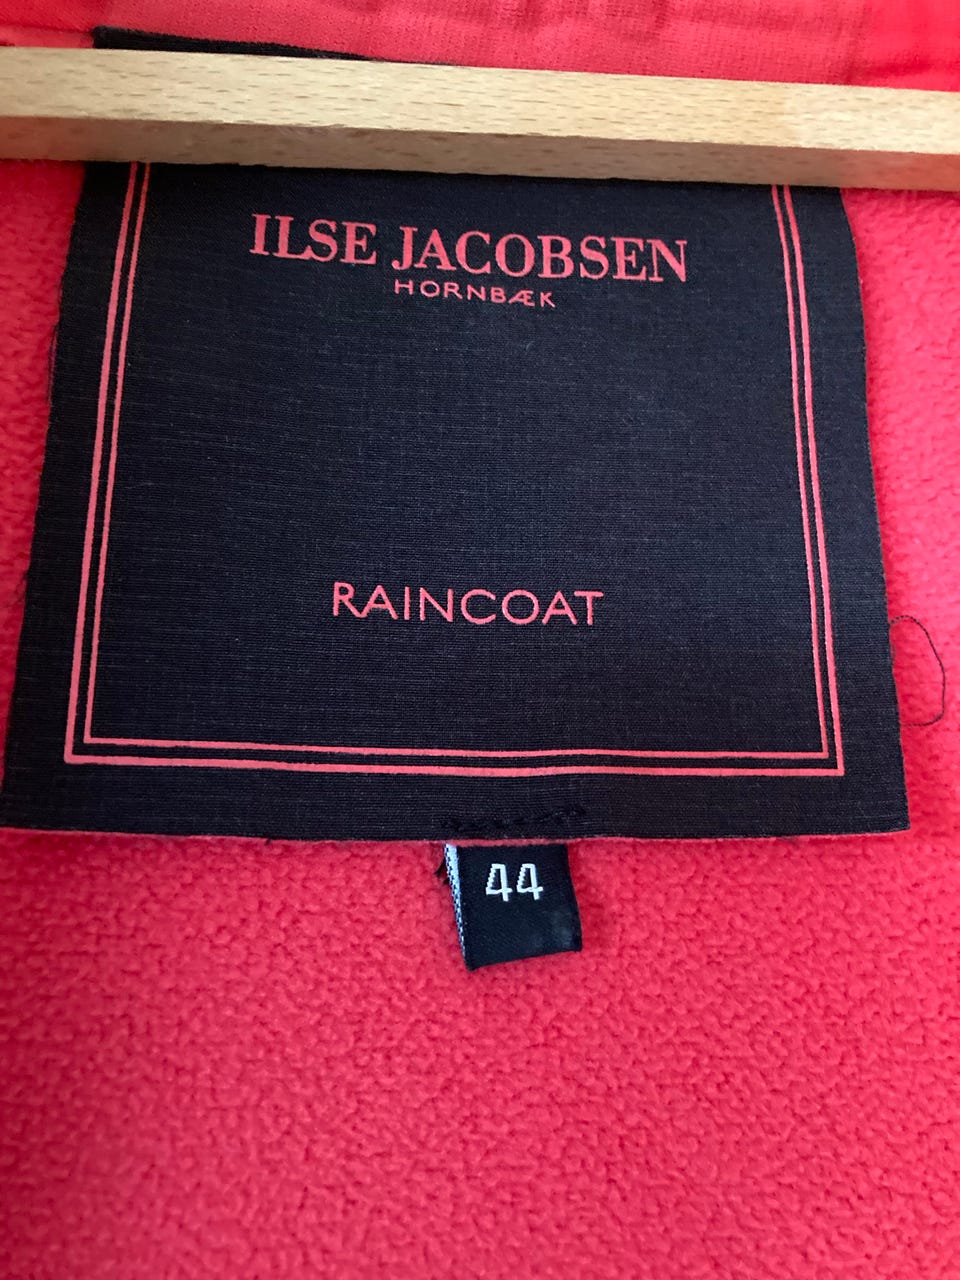 ILSE JACOBSEN
HORNBÆK
RAINCOAT
44